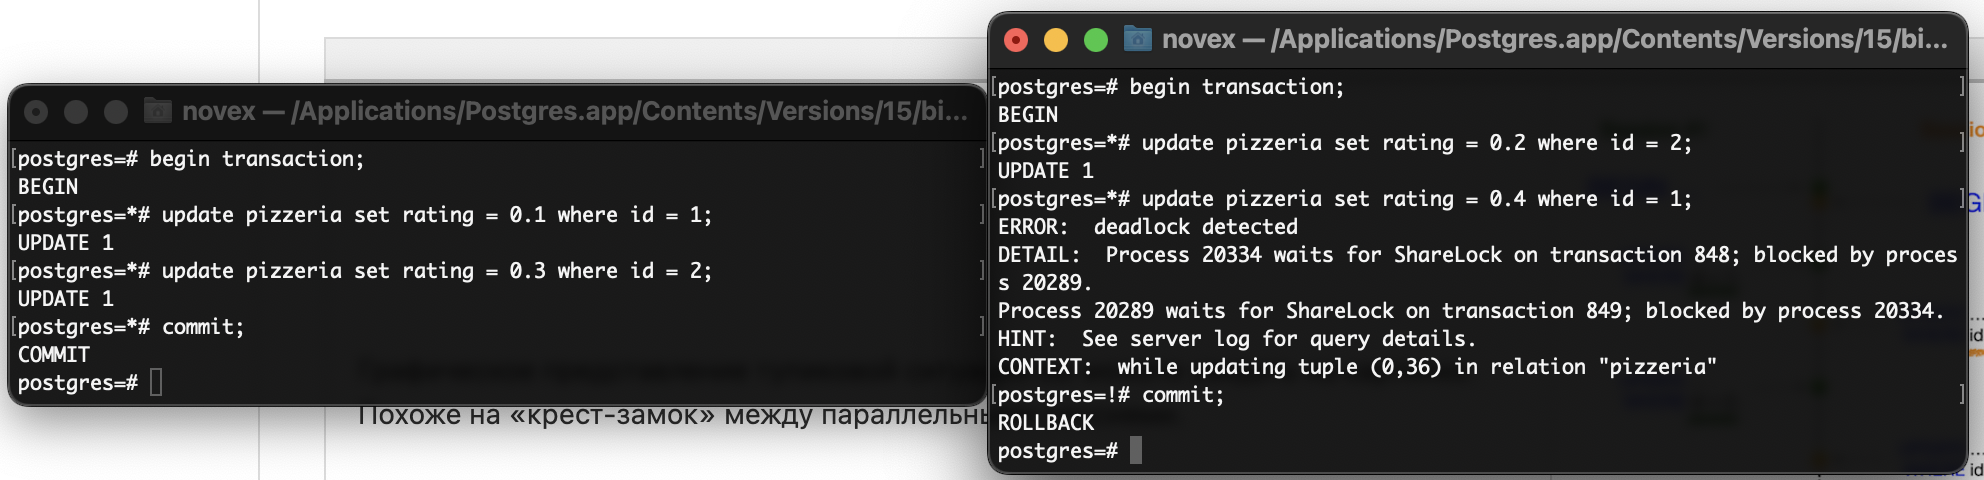 novex — /Applications/Postgres.app/Contents/Versions/15/bi...
postgres=# begin transaction;
BEGIN
postgres=*# update pizzeria set rating = 0.1 where id = 1;
UPDATE 1
postgres=*# update pizzeria set rating = 0.3 where id = 2;
UPDATE 1
postgres=*# commit;
COMMIT
postgres=#
Похоже на «крест-замок» между
novex — /Applications/Postgres.app/Contents/Versions/15/bi...
postgres=# begin transaction;
BEGIN
postgres=*# update pizzeria set rating = 0.2 where id = 2;
UPDATE 1
postgres=*# update pizzeria set rating = 0.4 where id = 1;
ERROR:  deadlock detected
DETAIL:  Process 20334 waits for ShareLock on transaction 848; blocked by proces
s 20289.
Process 20289 waits for ShareLock on transaction 849; blocked by process 20334.
HINT:  See server log for query details.
CONTEXT:  while updating tuple (0,36) in relation "pizzeria"
postgres=!# commit;
ROLLBACK
postgres=#